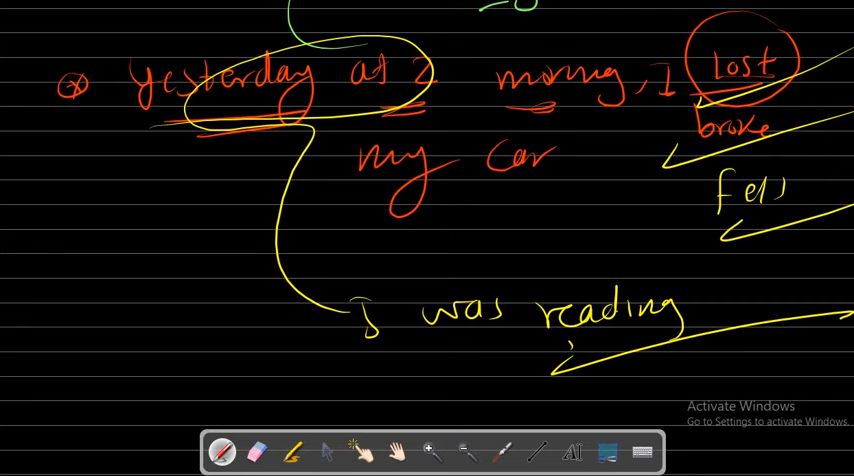 yesterday at 2 morning, I lost
broke
my car
fell
I was reading
Activate Windows
Go to Settings to activate Windows.
AI